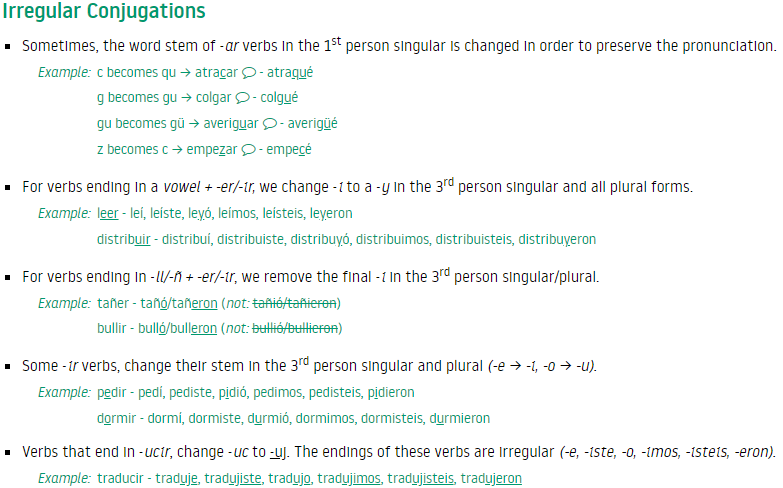 Irregular Conjugations
Sometimes, the word stem of -ar verbs in the 1st person singular is changed in order to preserve the pronunciation.
Example: c becomes qu → atracar - atraqué
g becomes gu → colgar - colgué
gu becomes gü → averiguar - averigüé
z becomes c → empezar - empecé
For verbs ending in a vowel + -er/-ir, we change -i to a -y in the 3rd person singular and all plural forms.
Example: leer - leí, leíste, leyó, leímos, leísteis, leyeron
distribuir - distribuí, distribuiste, distribuyó, distribuimos, distribuisteis, distribuyeron
For verbs ending in -ll/-ñ + -er/-ir, we remove the final -i in the 3rd person singular/plural.
Example: tañer - tañó/tañeron (not: tañió/tañieron)
bullir - bulló/bulleron (not: bullió/bullieron)
Some -ir verbs, change their stem in the 3rd person singular and plural (-e → -i, -o → -u).
Example: pedir - pedí, pediste, pidió, pedimos, pedisteis, pidieron
dormir - dormí, dormiste, durmió, dormimos, dormisteis, durmieron
Verbs that end in -ucir, change -uc to -uj. The endings of these verbs are irregular (-e, -iste, -o, -imos, -isteis, -eron).
Example: traducir - traduje, tradujiste, tradujo, tradujimos, tradujisteis, tradujeron